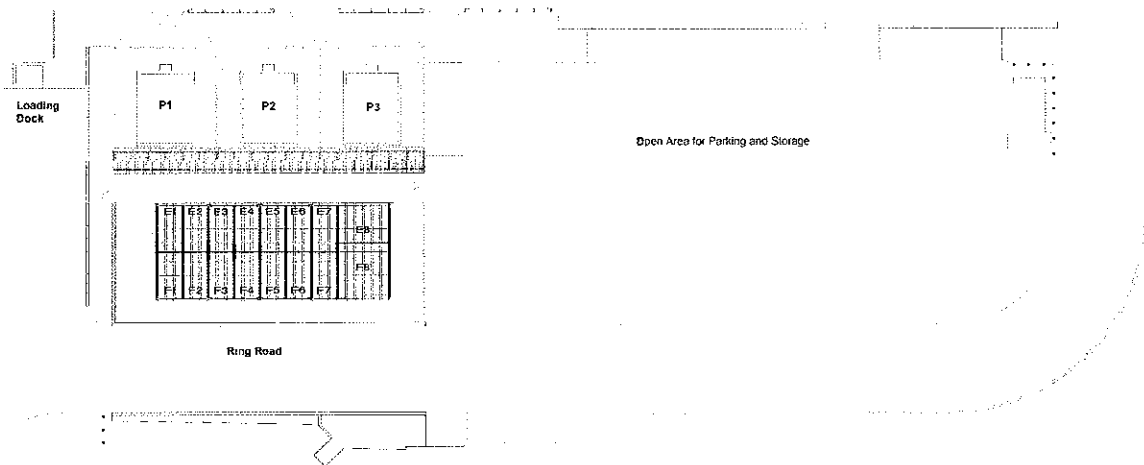 P1 P2 P3
Loading
Dock
Open Area for Parking and Storage
E1 E2 E3 E4 E5 E6 E7
E8
F8
F1 F2 F3 F4 F5 F6 F7
Ring Road